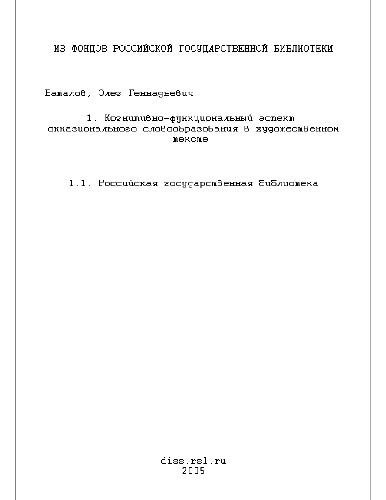 ИЗ ФОНДОВ РОССИЙСКОЙ ГОСУДАРСТВЕННОЙ БИБЛИОТЕКИ
Баталов, Олег Геннадьевич
1. Когнитивно-функциональный аспект
окказионального словообразования в художественном
тексте
1.1. Российская государственная библиотека
diss.rsl.ru
2005